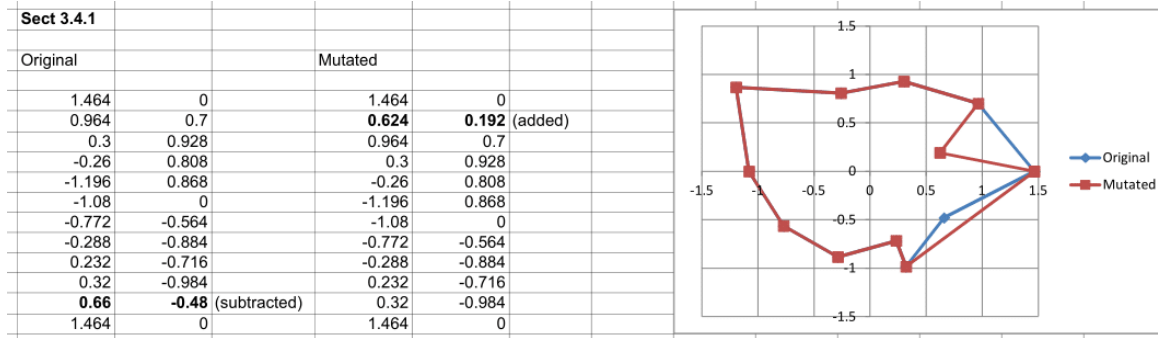 Sect 3.4.1
Original Mutated
1.464 0 1.464 0
0.964 0.7 0.624 0.192 (added)
0.3 0.928 0.964 0.7
-0.26 0.808 0.3 0.928
-1.196 0.868 -0.26 0.808
-1.08 0 -1.196 0.868
-0.772 -0.564 -1.08 0
-0.288 -0.884 -0.772 -0.564
0.232 -0.716 -0.288 -0.884
0.32 -0.984 0.232 -0.716
0.66 -0.48 (subtracted) 0.32 -0.984
1.464 0 1.464 0
1.5
1
0.5
0
-1.5 -1 -0.5 0 0.5 1 1.5
-0.5
-1
-1.5
Original
Mutated